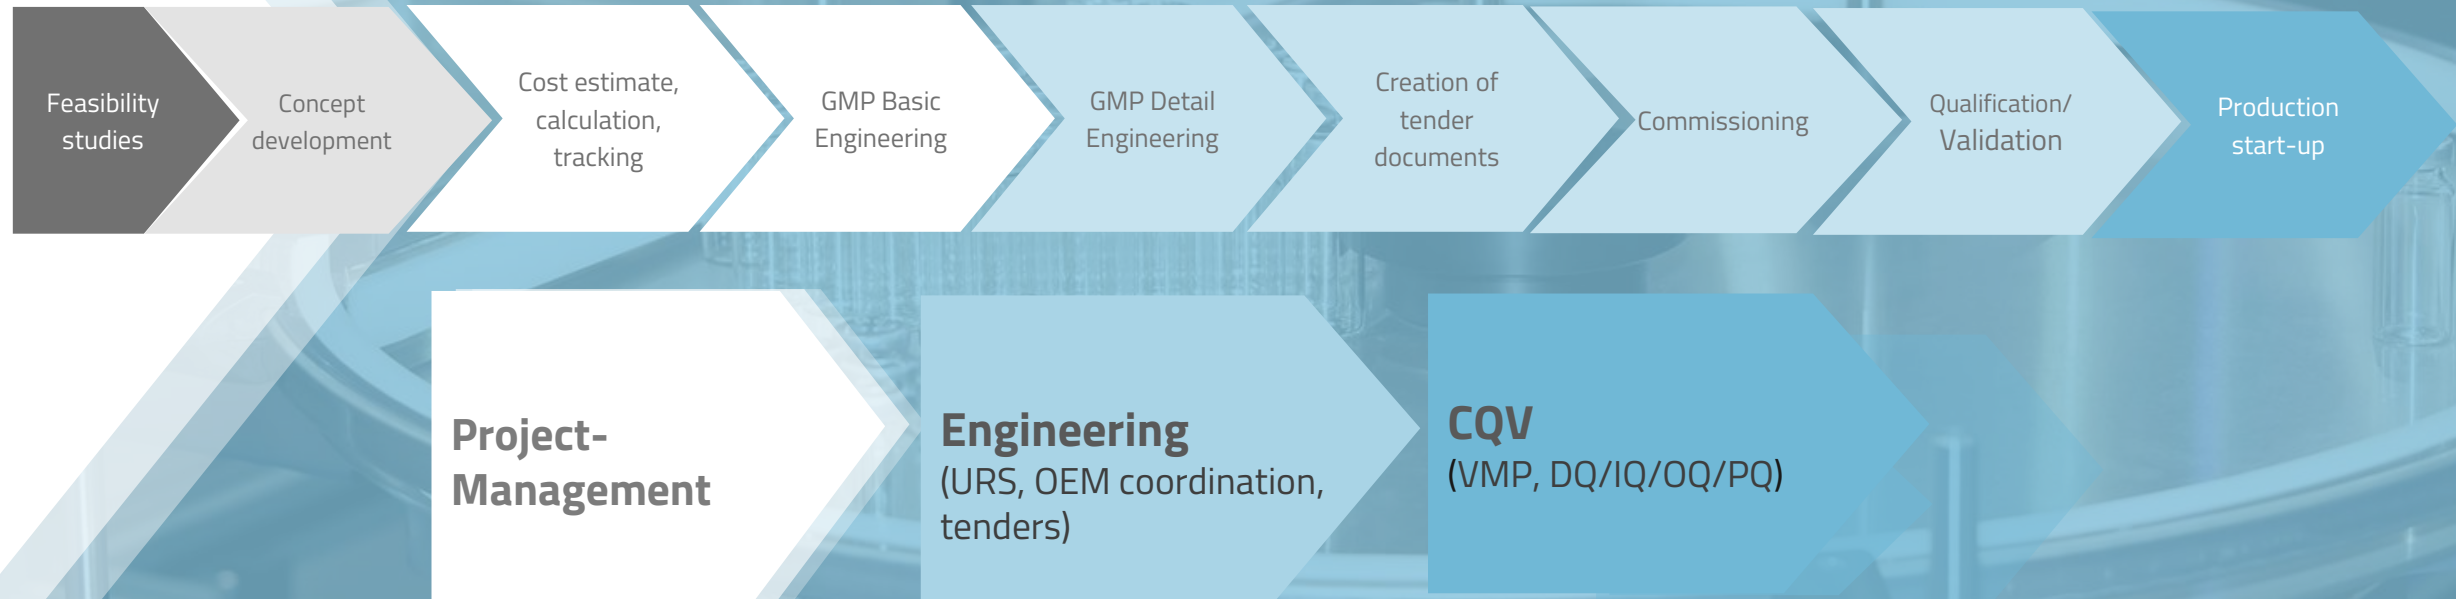 Feasibility
studies
Concept
development
Cost estimate,
calculation,
tracking
GMP Basic
Engineering
GMP Detail
Engineering
Creation of
tender
documents
Commissioning
Qualification/
Validation
Production
start-up
Project-
Management
Engineering
(URS, OEM coordination,
tenders)
CQV
(VMP, DQ/IQ/OQ/PQ)